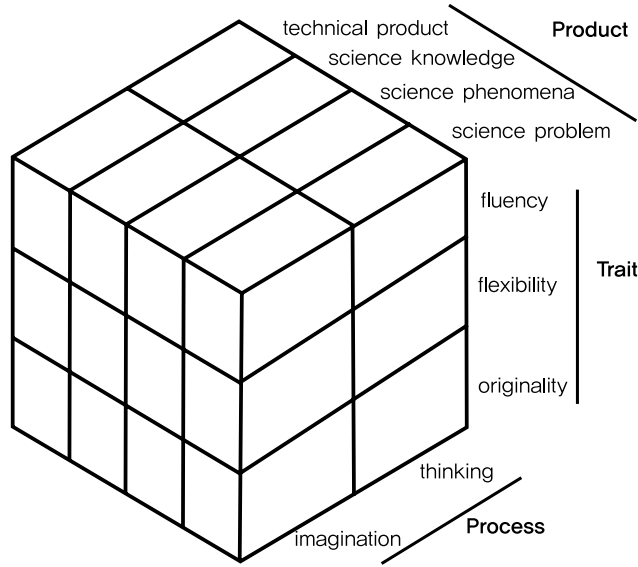 technical product
Product
science knowledge
science phenomena
science problem
fluency
Trait
flexibility
originality
thinking
Process
imagination